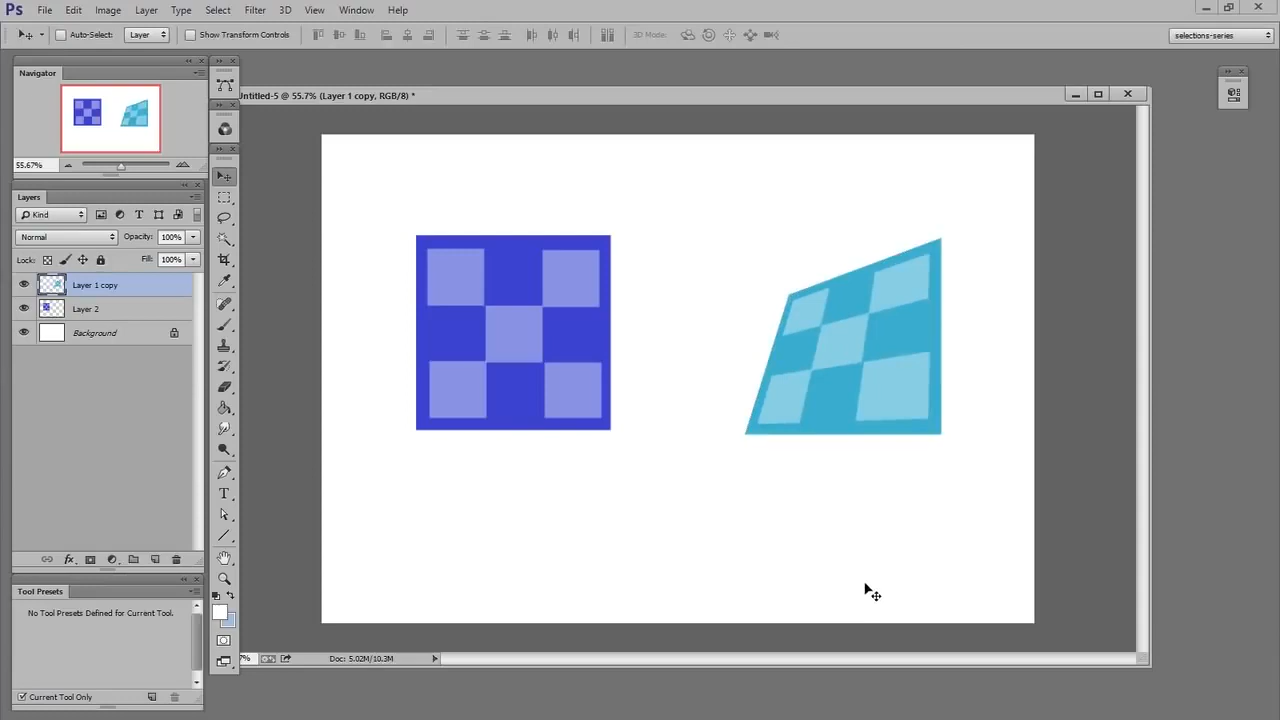 Ps File Edit Image Layer Type Select Filter 3D View Window Help
Auto-Select: Layer Show Transform Controls 3D Mode: selections-series
Navigator
Untitled-5 @ 55.7% (Layer 1 copy, RGB/8) *
55.67%
Layers
Kind T
Normal Opacity: 100%
Lock: Fill: 100%
Layer 1 copy
Layer 2
Background
fx.
T
Tool Presets
No Tool Presets Defined for Current Tool.
7% Doc: 5.02M/10.3M
Current Tool Only